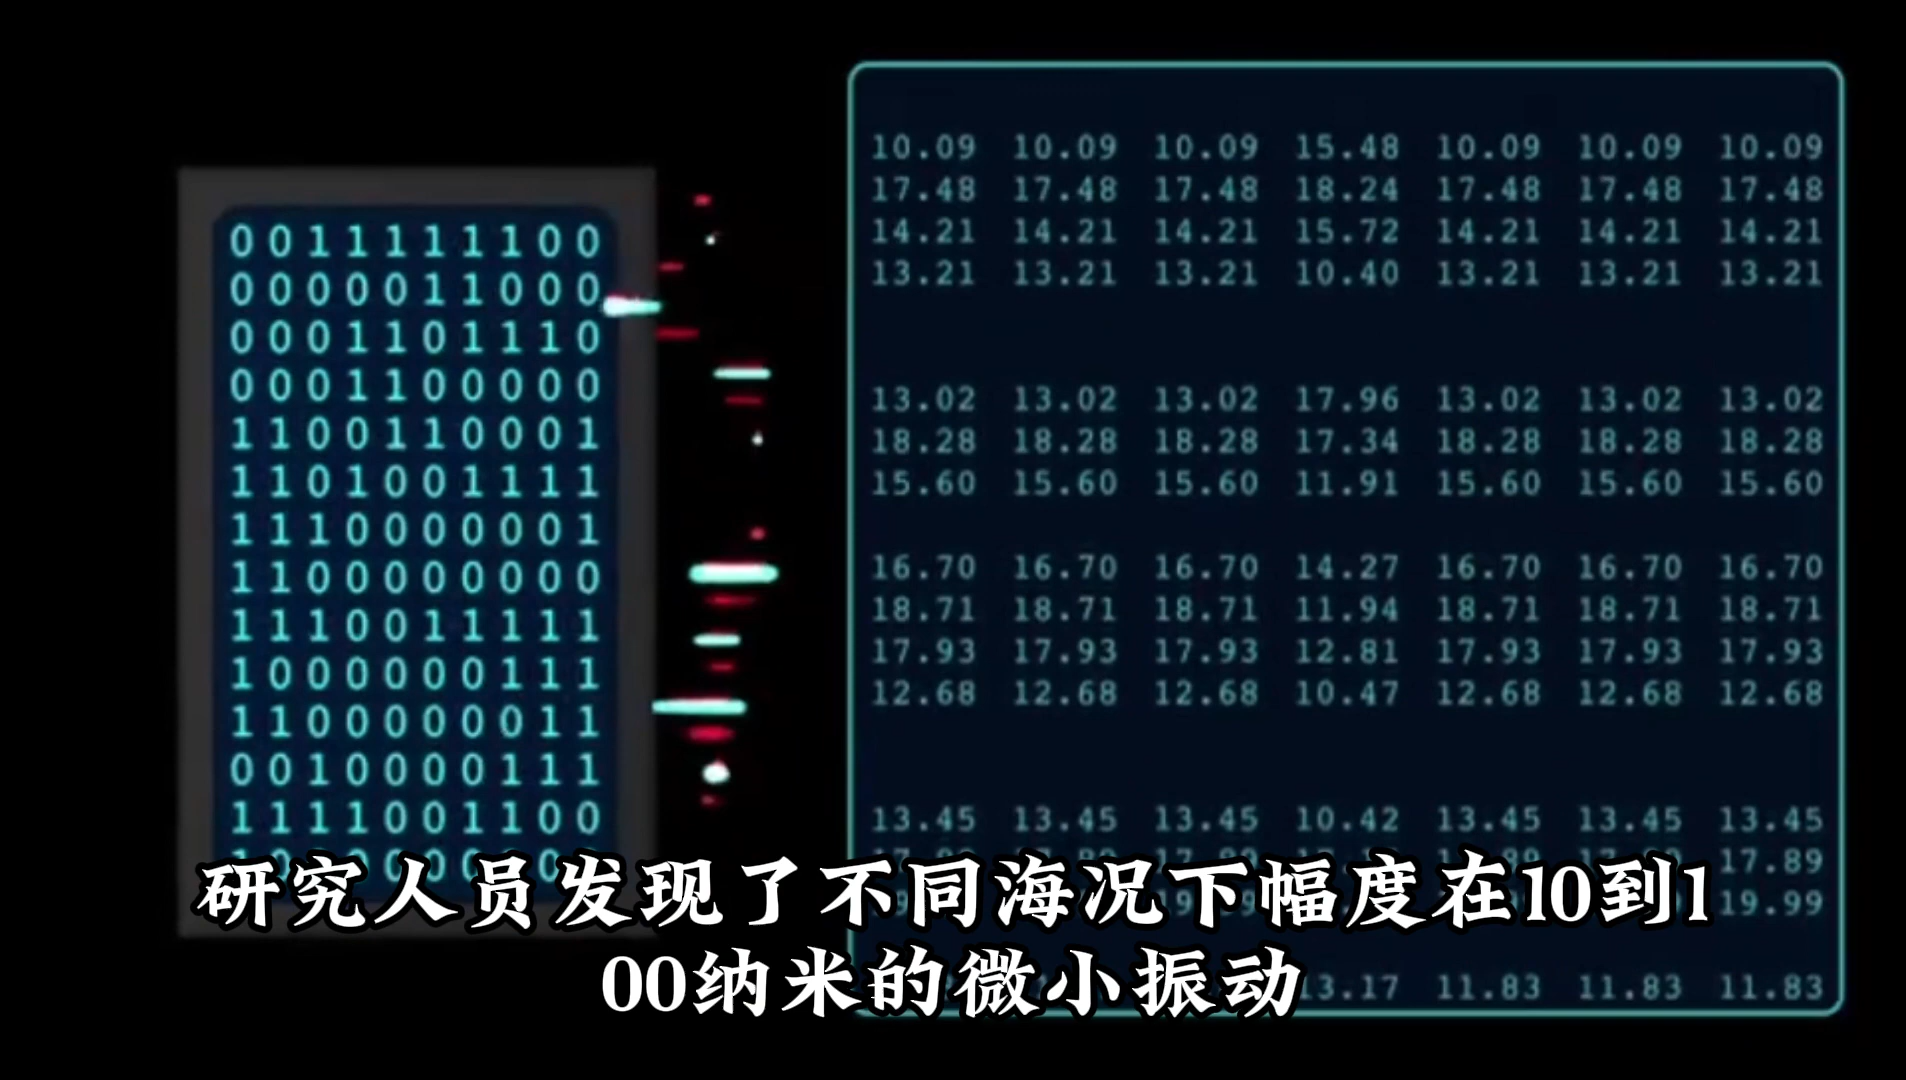 0011111100
0000011000
0001101110
0001100000
1100110001
1101001111
1110000001
1100000000
1110011111
1000000111
1100000011
0010000111
1111001100
10.09 10.09 10.09 15.48 10.09 10.09 10.09
17.48 17.48 17.48 18.24 17.48 17.48 17.48
14.21 14.21 14.21 15.72 14.21 14.21 14.21
13.21 13.21 13.21 10.40 13.21 13.21 13.21
13.02 13.02 13.02 17.96 13.02 13.02 13.02
18.28 18.28 18.28 17.34 18.28 18.28 18.28
15.60 15.60 15.60 11.91 15.60 15.60 15.60
16.70 16.70 16.70 14.27 16.70 16.70 16.70
18.71 18.71 18.71 11.94 18.71 18.71 18.71
17.93 17.93 17.93 12.81 17.93 17.93 17.93
12.68 12.68 12.68 10.47 12.68 12.68 12.68
13.45 13.45 13.45 10.42 13.45 13.45 13.45
17.89
19.99
13.17 11.83 11.83 11.83
研究人员发现了不同海况下幅度在10到1
00纳米的微小振动